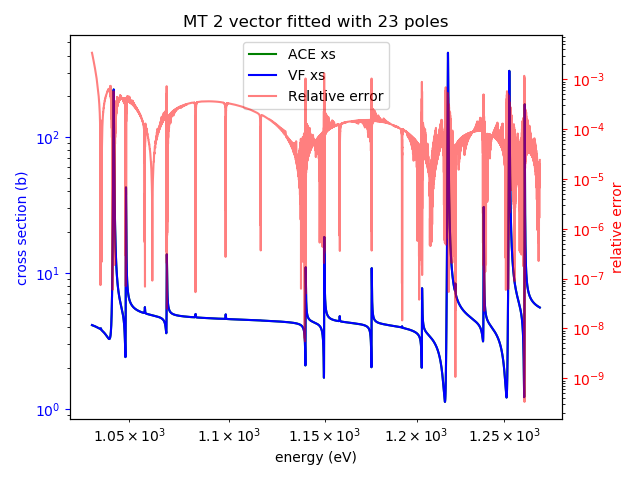 MT 2 vector fitted with 23 poles
ACE xs
VF xs
Relative error
cross section (b)
10²
10¹
10⁰
10⁻³
10⁻⁴
10⁻⁵
10⁻⁶
10⁻⁷
10⁻⁸
10⁻⁹
relative error
1.05×10³ 1.1×10³ 1.15×10³ 1.2×10³ 1.25×10³
energy (eV)